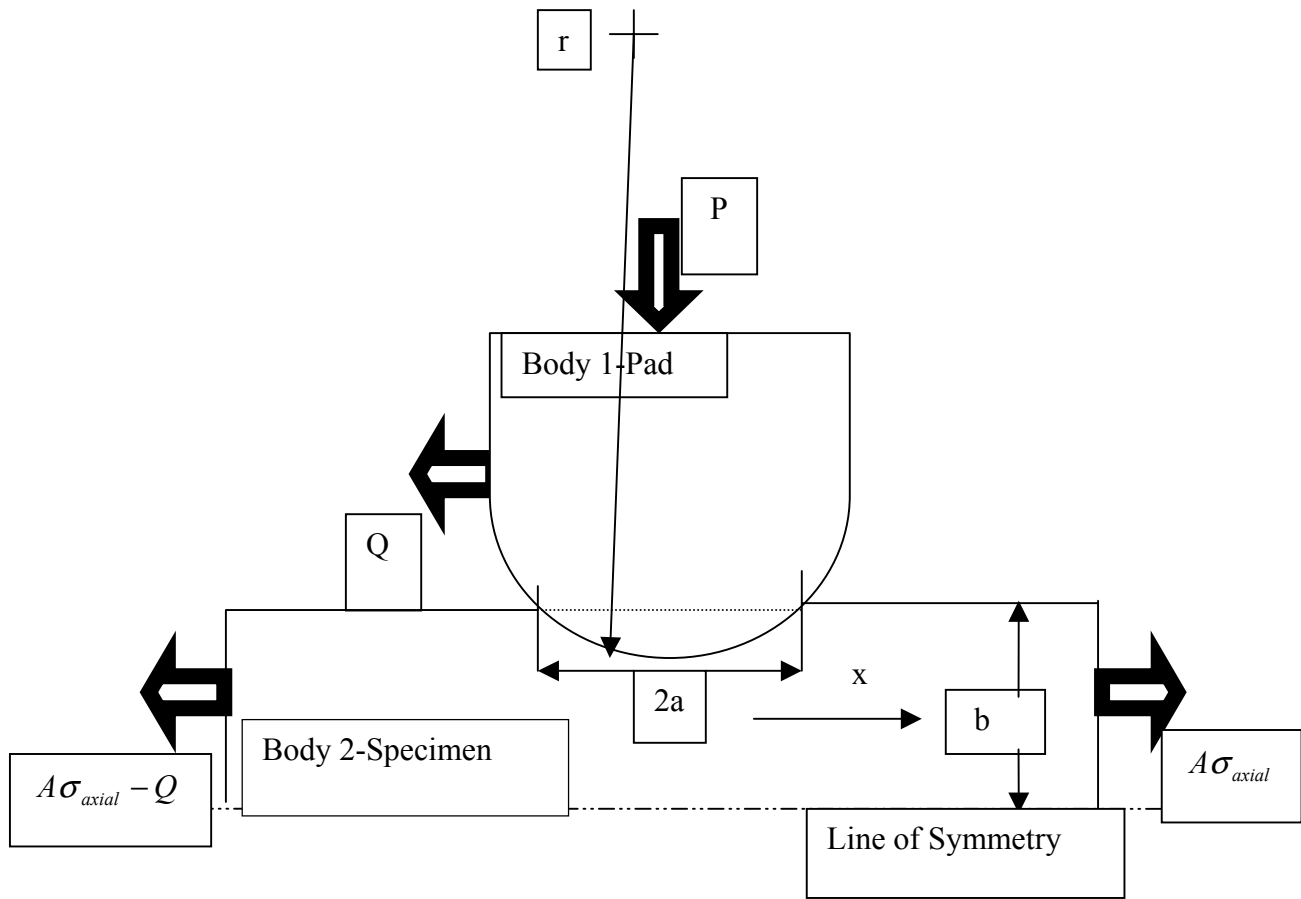 r
P
Body 1-Pad
Q
x
2a
b
Body 2-Specimen
Aσ_axial − Q
Aσ_axial
Line of Symmetry